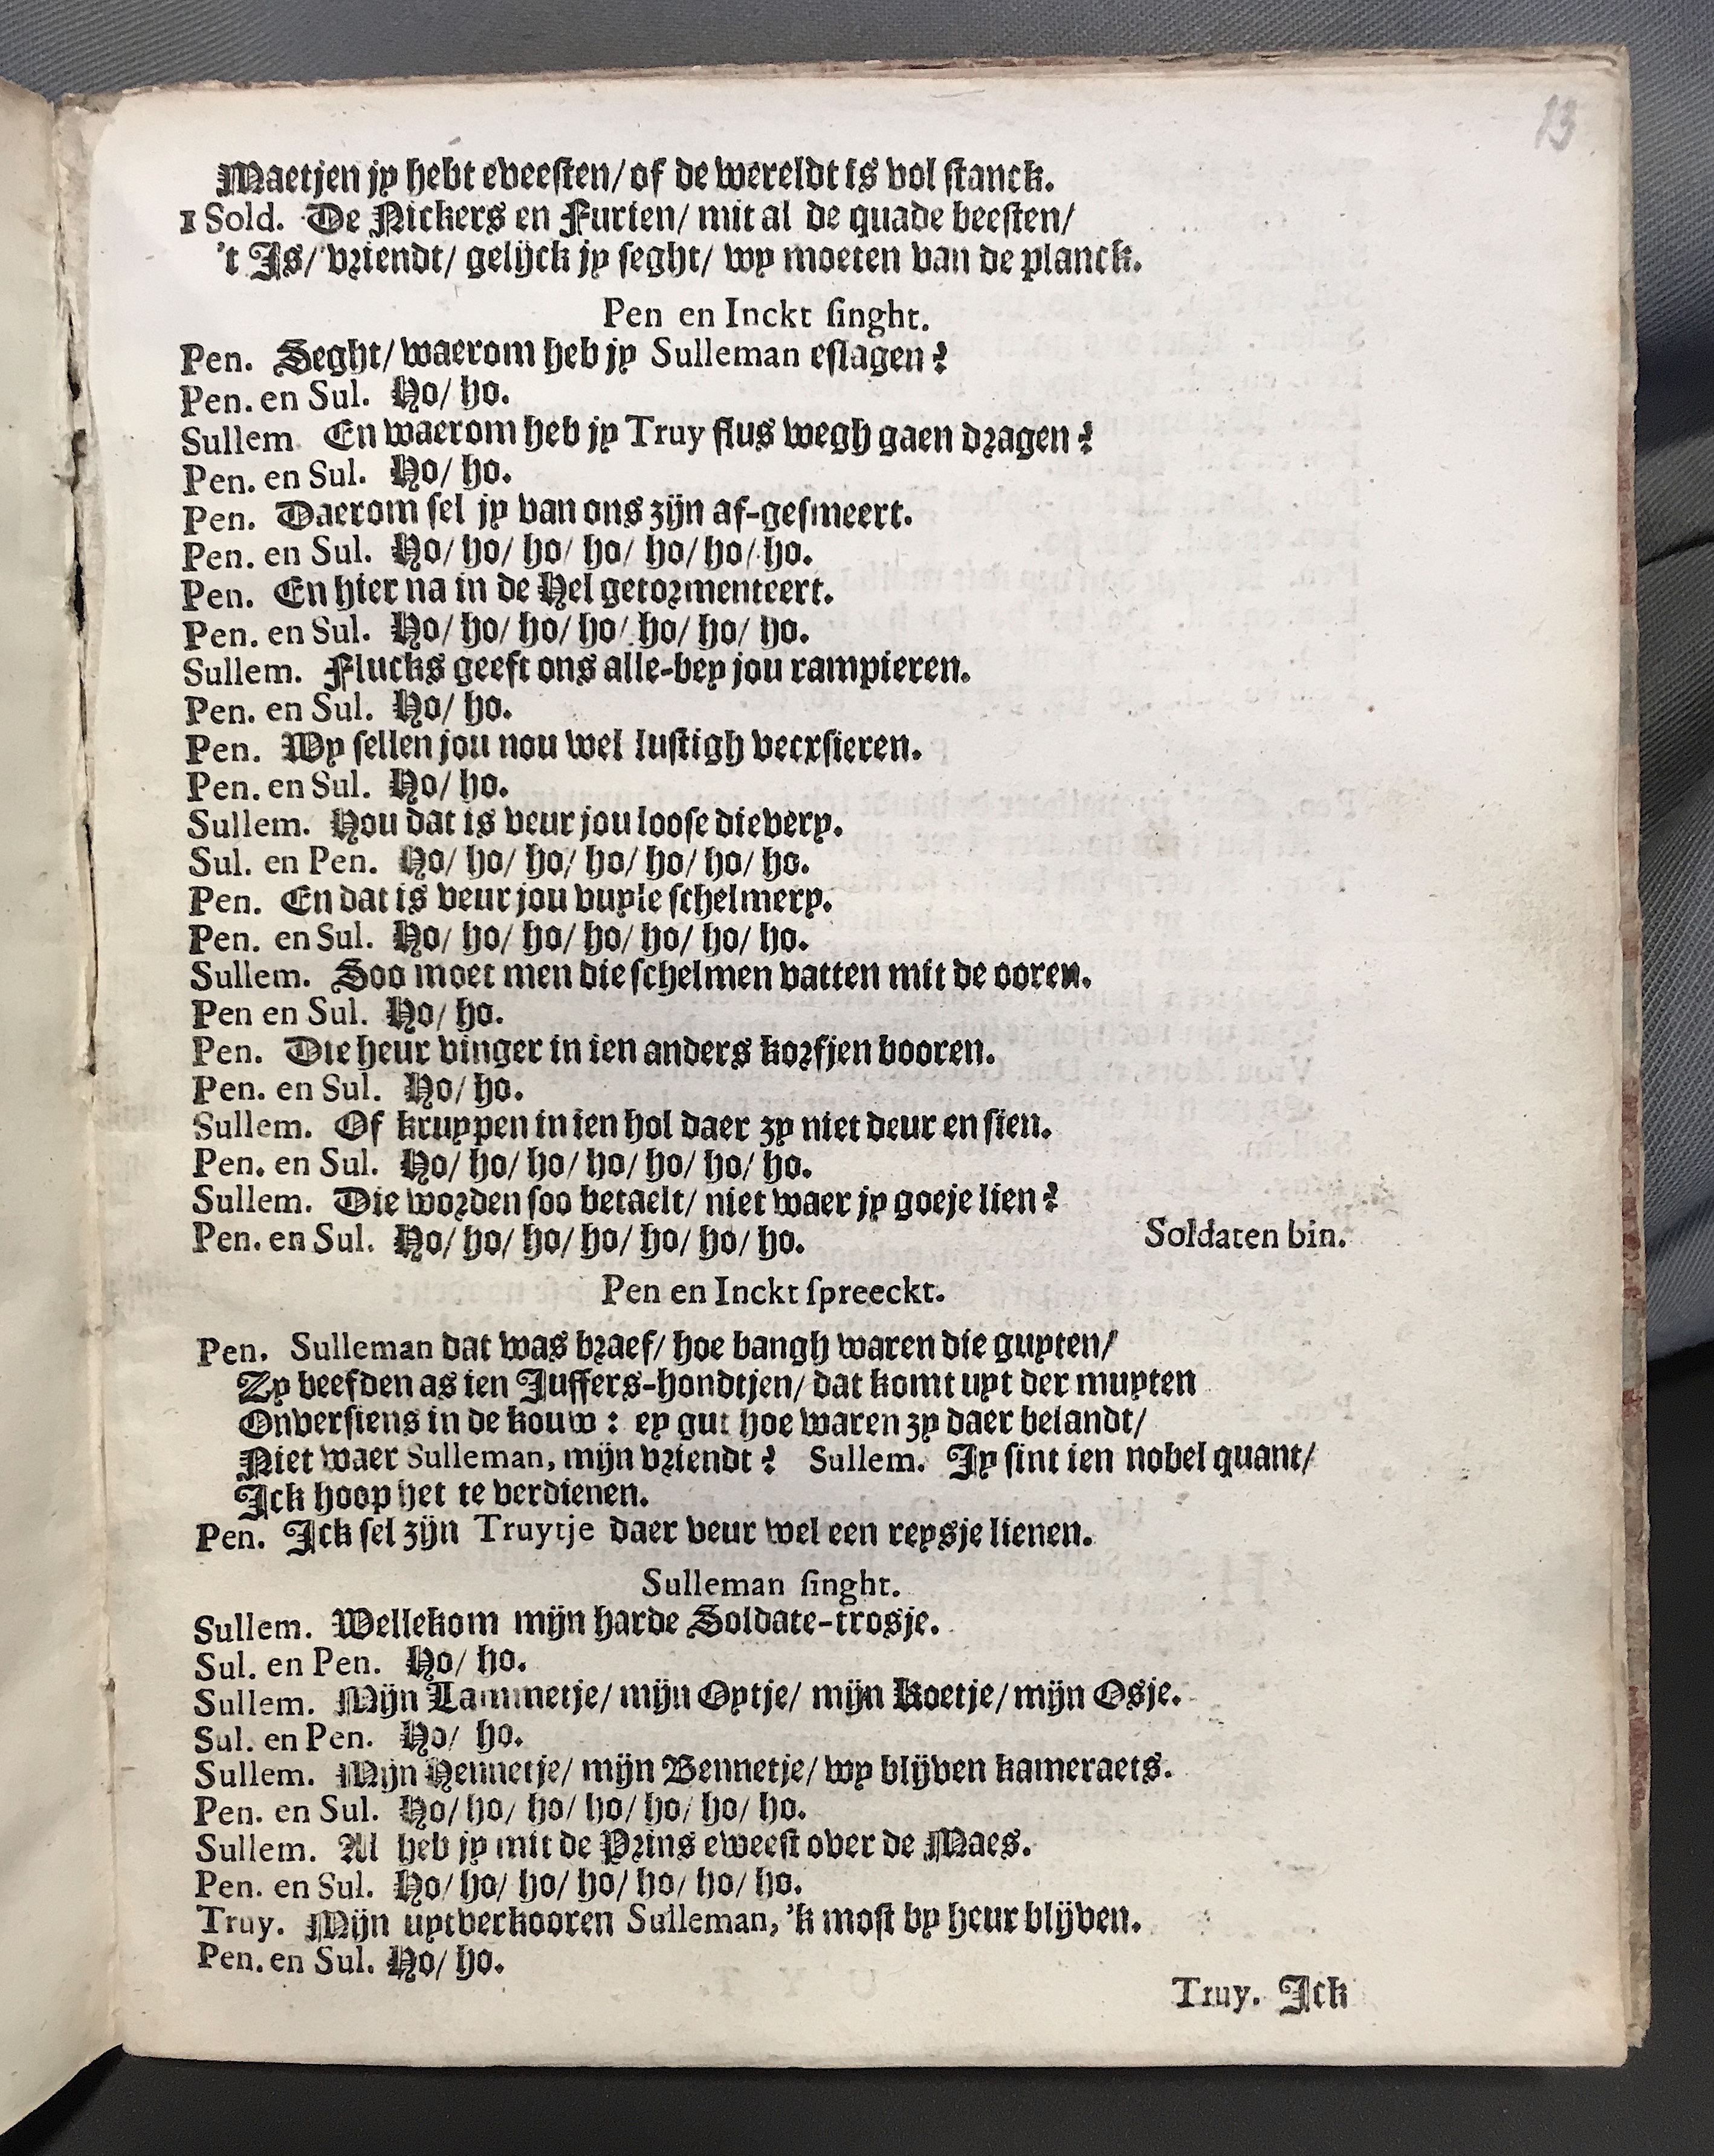 13
Maetjen jy hebt eveesten/ of de wereldt is vol stanck.
1 Sold. De Nickers en Furien/ mit al de quade beesten/
't Is/ vriendt/ gelijck jy seght/ wy moeten van de planck.
Pen en Inckt singht.
Pen. Seght/ waerom heb jy Sulleman eslagen?
Pen. en Sul. Ho/ ho.
Sullem. En waerom heb jy Truy flus wegh gaen dragen?
Pen. en Sul. Ho/ ho.
Pen. Daerom sel jy van ons zijn af-gesmeert.
Pen. en Sul. Ho/ ho/ ho/ ho/ ho/ ho/ ho.
Pen. En hier na in de Hel getormenteert.
Pen. en Sul. Ho/ ho/ ho/ ho/ ho/ ho/ ho.
Sullem. Flucks geeft ons alle-bey jou rampieren.
Pen. en Sul. Ho/ ho.
Pen. Wy sellen jou nou wel lustigh vecxsieren.
Pen. en Sul. Ho/ ho.
Sullem. Hou dat is veur jou loose dievery.
Sul. en Pen. Ho/ ho/ ho/ ho/ ho/ ho/ ho.
Pen. En dat is veur jou vuyle schelmery.
Pen. en Sul. Ho/ ho/ ho/ ho/ ho/ ho/ ho.
Sullem. Soo moet men die schelmen vatten mit de ooren.
Pen en Sul. Ho/ ho.
Pen. Die heur vinger in ien anders korfjen booren.
Pen. en Sul. Ho/ ho.
Sullem. Of kruypen in ien hol daer zy niet deur en sien.
Pen. en Sul. Ho/ ho/ ho/ ho/ ho/ ho/ ho.
Sullem. Die worden soo betaelt/ niet waer jy goeje lien?
Pen. en Sul. Ho/ ho/ ho/ ho/ ho/ ho/ ho. Soldaten bin.
Pen en Inckt spreeckt.
Pen. Sulleman dat was braef/ hoe bangh waren die guyten/
Zy beefden as ien Juffers-hondtjen/ dat komt uyt der muyten
Onversiens in de kouw: ey gut hoe waren zy daer belandt/
Niet waer Sulleman, mijn vriendt? Sullem. Jy sint ien nobel quant/
Ick hoop het te verdienen.
Pen. Ick sel zijn Truytje daer veur wel een reysje lienen.
Sulleman singht.
Sullem. Wellekom mijn harde Soldate-trosje.
Sul. en Pen. Ho/ ho.
Sullem. Mijn Lammetje/ mijn Oytje/ mijn Koetje/ mijn Osje.
Sul. en Pen. Ho/ ho.
Sullem. Mijn Hennetje/ mijn Bennetje/ wy blijven kameraets.
Pen. en Sul. Ho/ ho/ ho/ ho/ ho/ ho/ ho.
Sullem. Al heb jy mit de Prins eweest over de Maes.
Pen. en Sul. Ho/ ho/ ho/ ho/ ho/ ho/ ho.
Truy. Mijn uytverkooren Sulleman, 'k most by heur blijven.
Pen. en Sul. Ho/ ho.
Truy. Ick